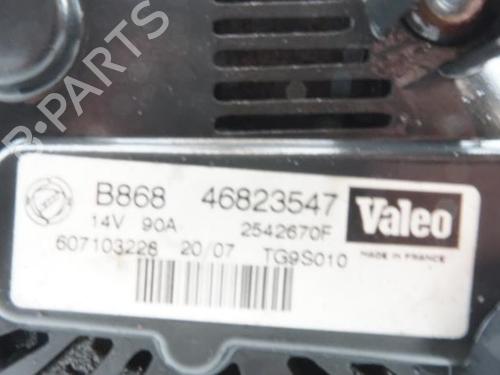 B-PARTS
B868 46823547
14V 90A 2542670F
607103228 20/07 TG9S010
Valeo
MADE IN FRANCE